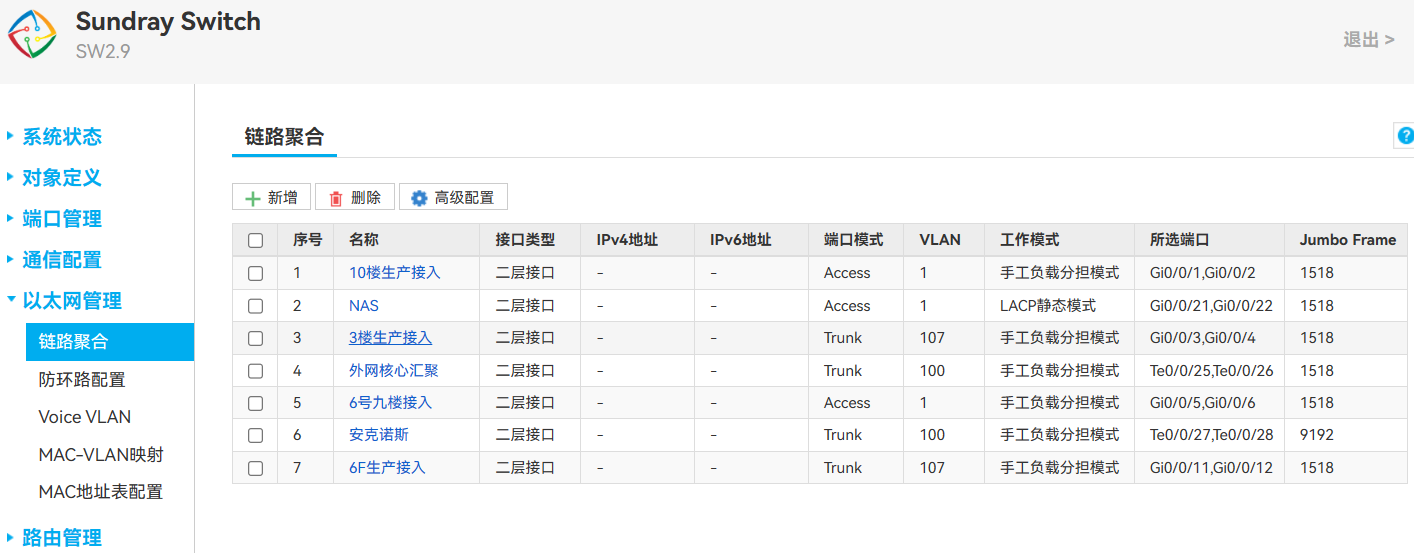 Sundray Switch
SW2.9
退出 >
系统状态
对象定义
端口管理
通信配置
以太网管理
链路聚合
防环路配置
Voice VLAN
MAC-VLAN映射
MAC地址表配置
路由管理
链路聚合
?
新增 删除 高级配置
序号 名称 接口类型 IPv4地址 IPv6地址 端口模式 VLAN 工作模式 所选端口 Jumbo Frame
1 10楼生产接入 二层接口 - - Access 1 手工负载分担模式 Gi0/0/1,Gi0/0/2 1518
2 NAS 二层接口 - - Access 1 LACP静态模式 Gi0/0/21,Gi0/0/22 1518
3 3楼生产接入 二层接口 - - Trunk 107 手工负载分担模式 Gi0/0/3,Gi0/0/4 1518
4 外网核心汇聚 二层接口 - - Trunk 100 手工负载分担模式 Te0/0/25,Te0/0/26 1518
5 6号九楼接入 二层接口 - - Access 1 手工负载分担模式 Gi0/0/5,Gi0/0/6 1518
6 安克诺斯 二层接口 - - Trunk 100 手工负载分担模式 Te0/0/27,Te0/0/28 9192
7 6F生产接入 二层接口 - - Trunk 107 手工负载分担模式 Gi0/0/11,Gi0/0/12 1518